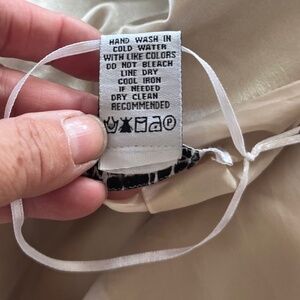 HAND WASH IN
COLD WATER
WITH LIKE COLORS
DO NOT BLEACH
LINE DRY
COOL IRON
IF NEEDED
DRY CLEAN
RECOMMENDED